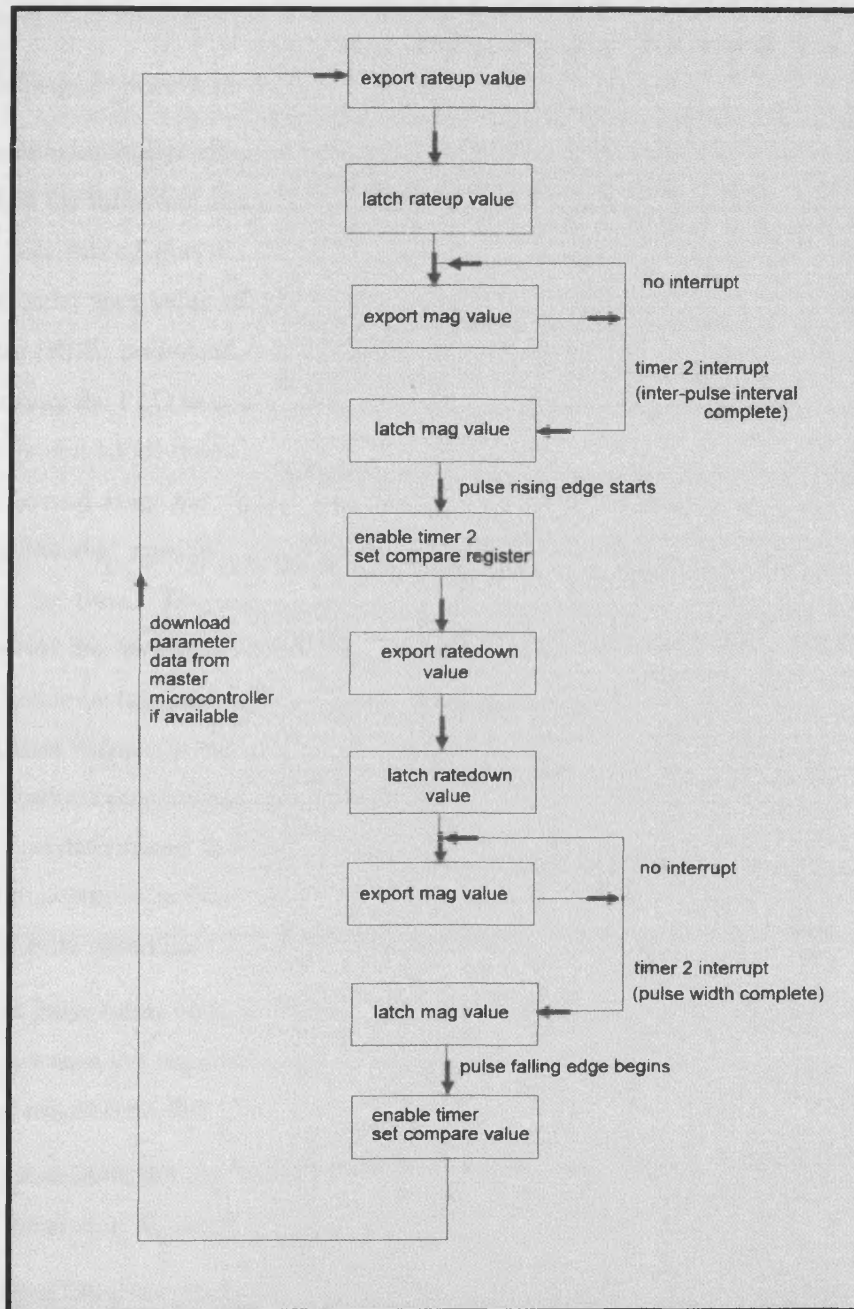 export rateup value
latch rateup value
no interrupt
export mag value
timer 2 interrupt
(inter-pulse interval
complete)
latch mag value
pulse rising edge starts
enable timer 2
set compare register
download
parameter
data from
master
microcontroller
if available
export ratedown
value
latch ratedown
value
no interrupt
export mag value
timer 2 interrupt
(pulse width complete)
latch mag value
pulse falling edge begins
enable timer
set compare value